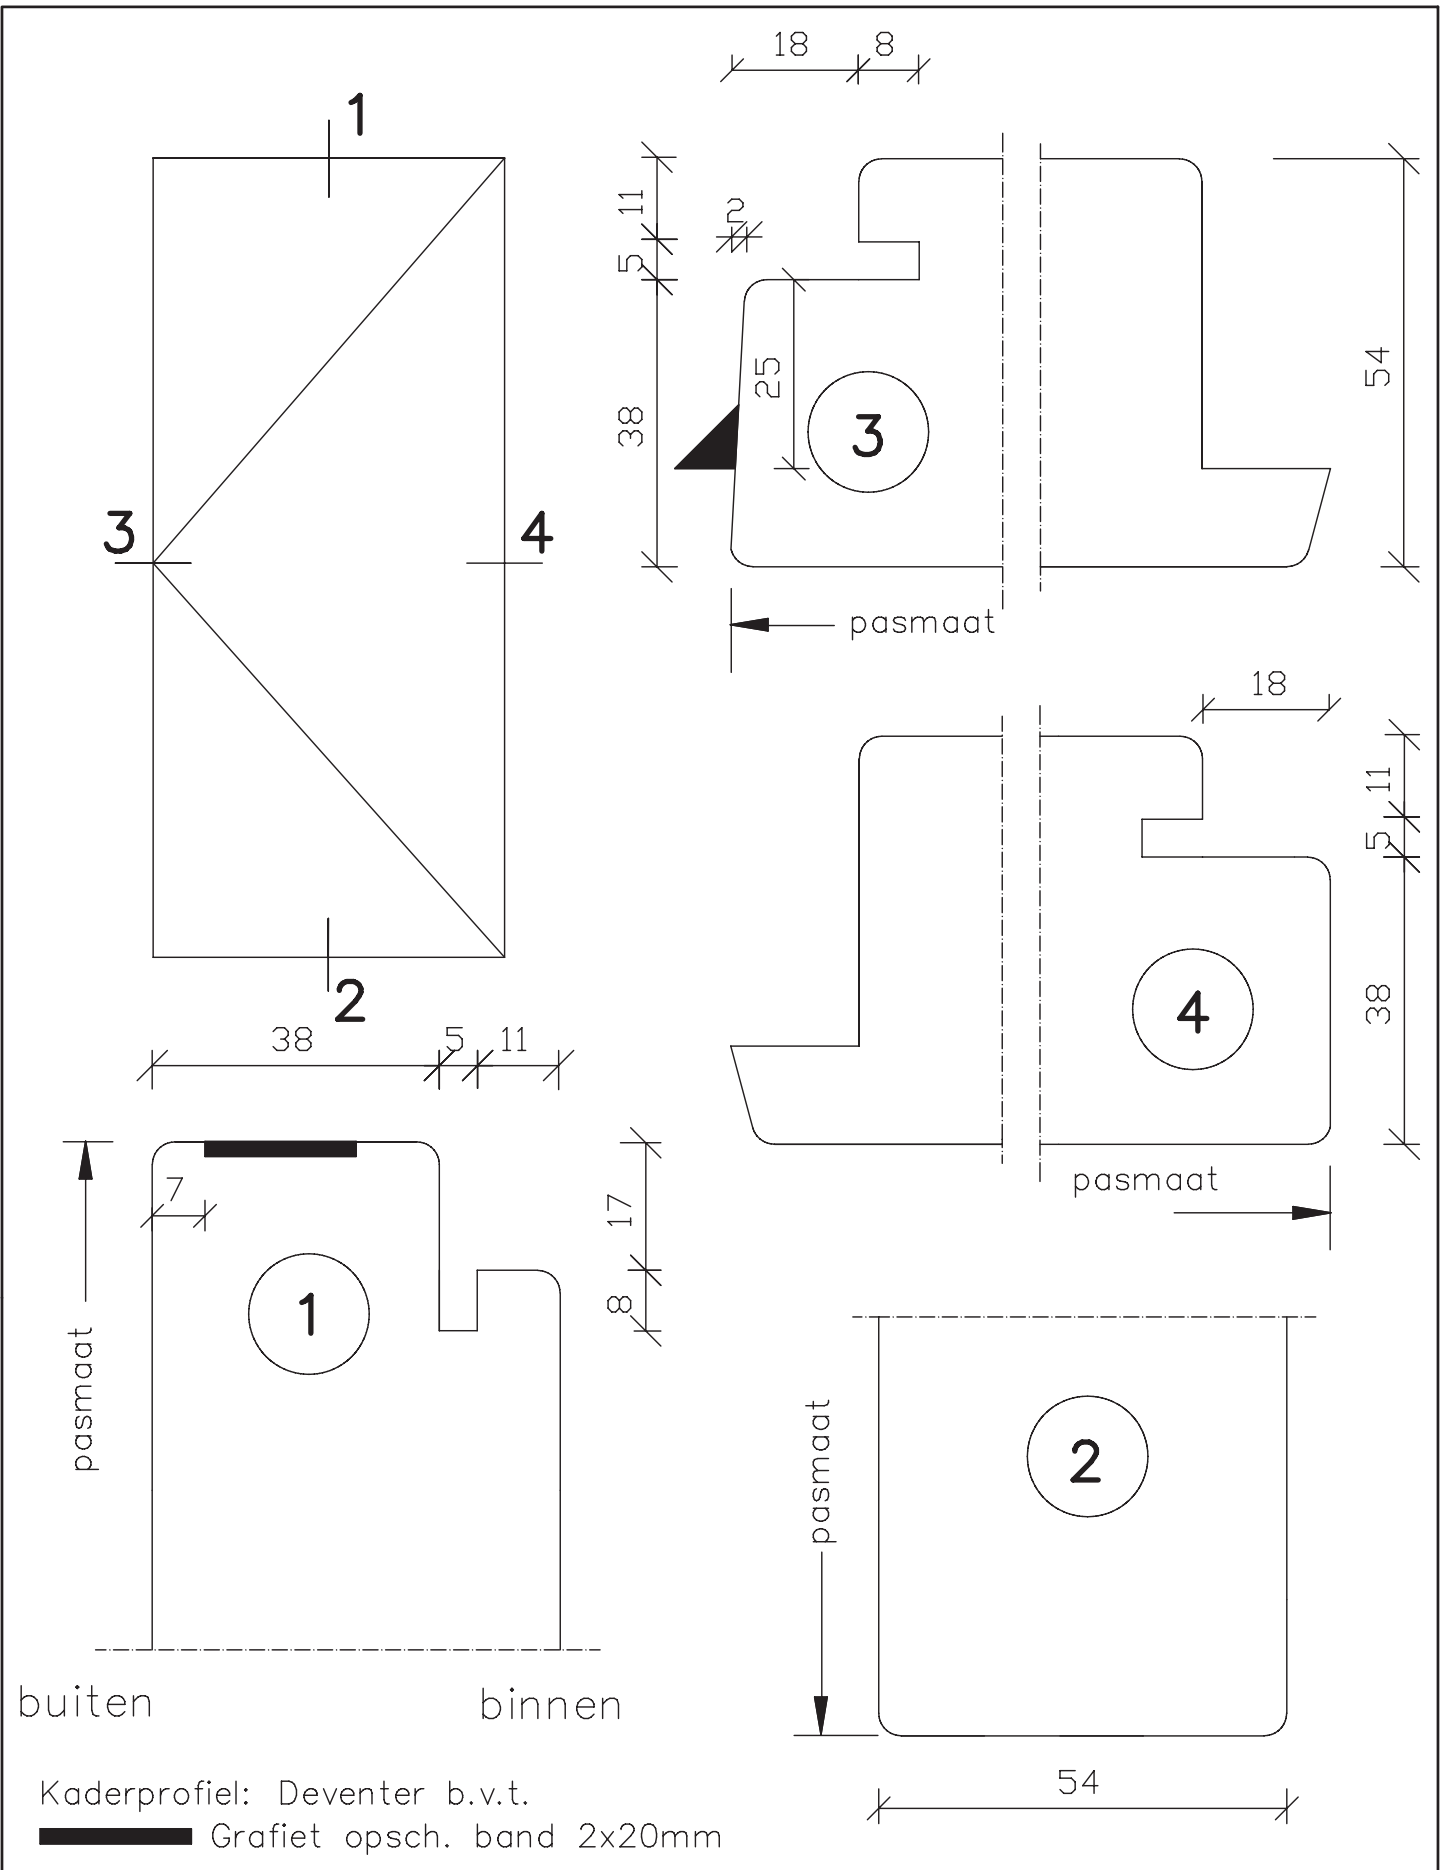 18 8
1
11
2
5
25
38
3
54
pasmaat
3
4
18
11
5
38
4
pasmaat
2
38 5 11
7
17
8
1
pasmaat
pasmaat
2
54
buiten binnen
Kaderprofiel: Deventer b.v.t.
Grafiet opsch. band 2x20mm